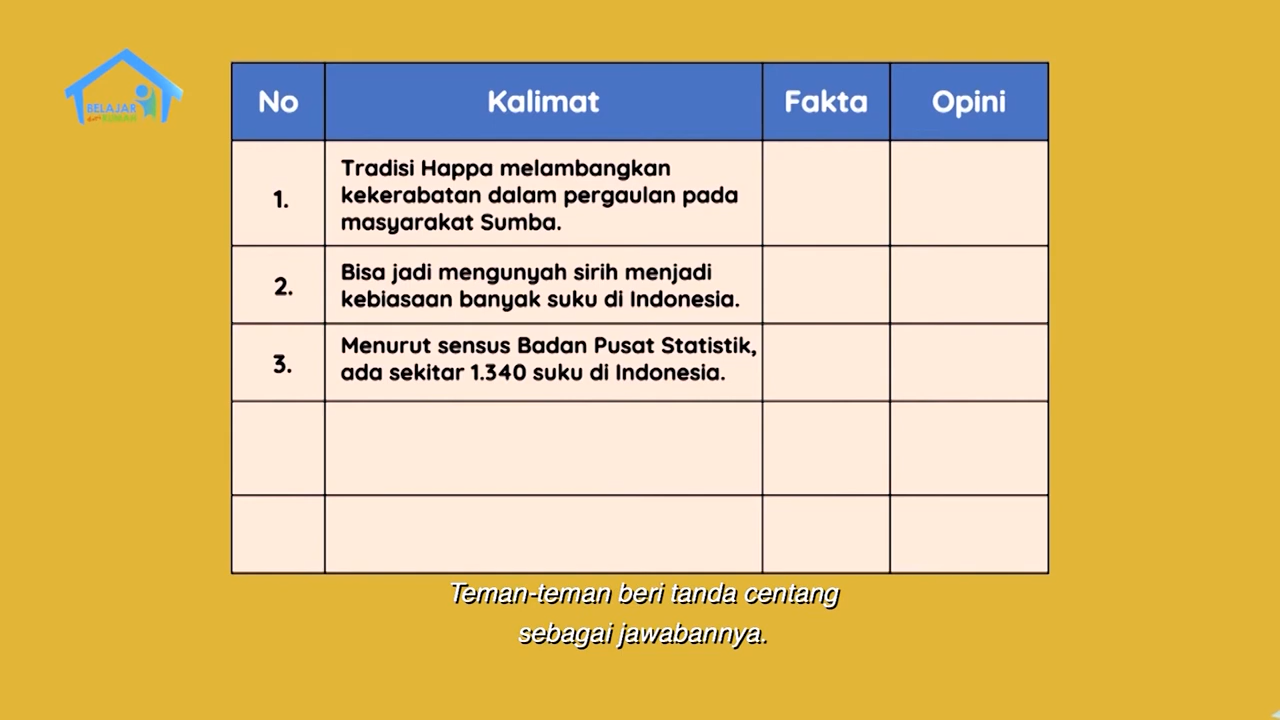 BELAJAR
dari RUMAH
No Kalimat Fakta Opini
1. Tradisi Happa melambangkan
kekerabatan dalam pergaulan pada
masyarakat Sumba.
2. Bisa jadi mengunyah sirih menjadi
kebiasaan banyak suku di Indonesia.
3. Menurut sensus Badan Pusat Statistik,
ada sekitar 1.340 suku di Indonesia.
Teman-teman beri tanda centang
sebagai jawabannya.